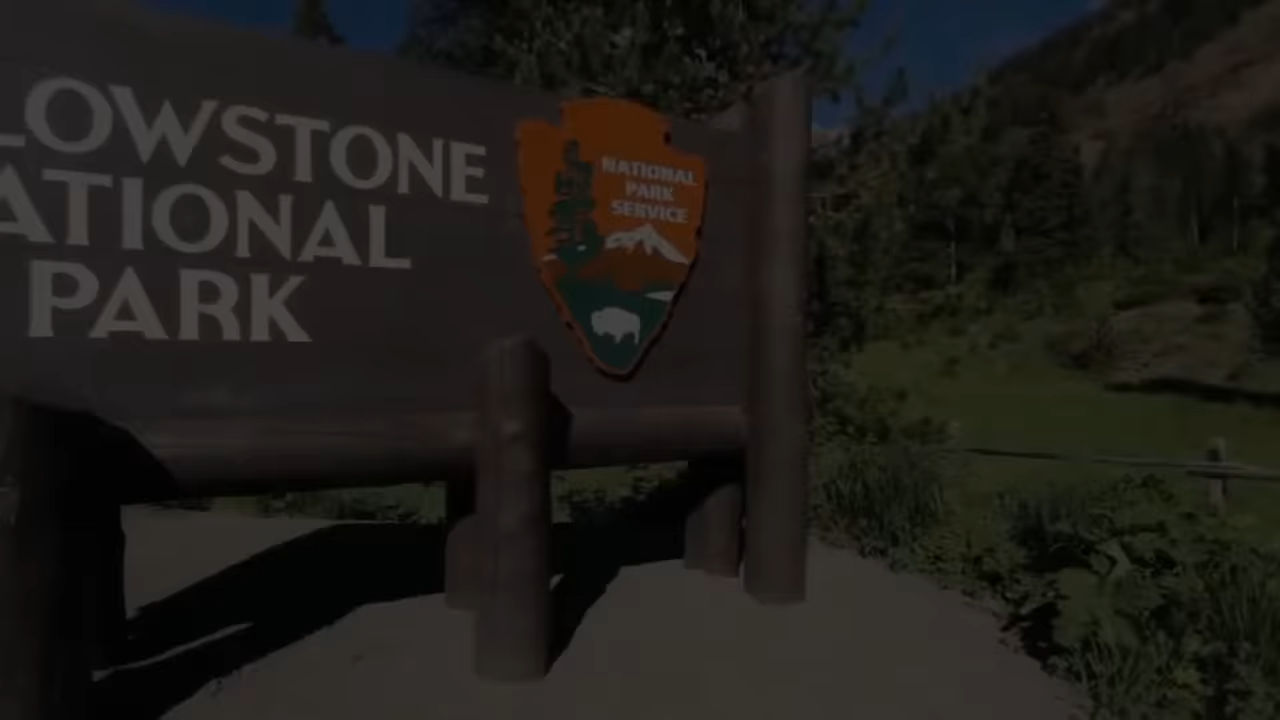 LOWSTONE
ATIONAL
PARK
NATIONAL
PARK
SERVICE